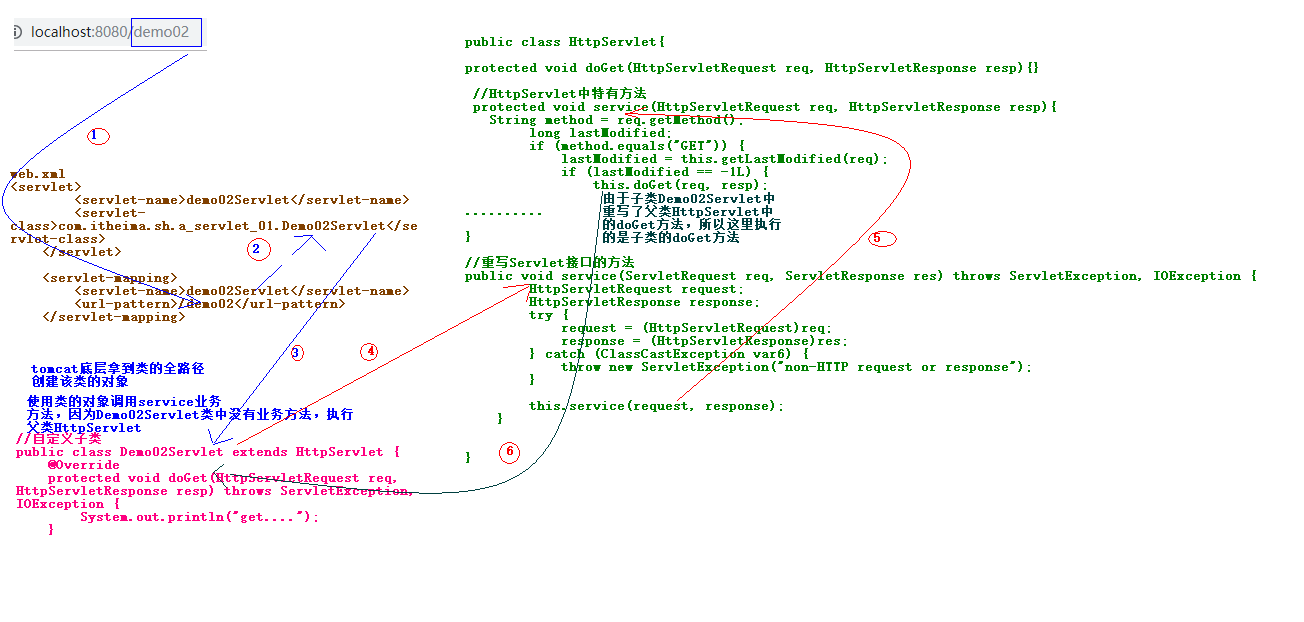 localhost:8080/demo02
①
web.xml
<servlet>
<servlet-name>demo02Servlet</servlet-name>
<servlet-
class>com.itheima.sh.a_servlet_01.Demo02Servlet</se
rvlet-class>
</servlet>
②
<servlet-mapping>
<servlet-name>demo02Servlet</servlet-name>
<url-pattern>/demo02</url-pattern>
</servlet-mapping>
③
④
tomcat底层拿到类的全路径
创建该类的对象
使用类的对象调用service业务
方法，因为Demo02Servlet类中没有业务方法，执行
父类HttpServlet
//自定义子类
public class Demo02Servlet extends HttpServlet {
@Override
protected void doGet(HttpServletRequest req,
HttpServletResponse resp) throws ServletException,
IOException {
System.out.println("get....");
}
public class HttpServlet{
protected void doGet(HttpServletRequest req, HttpServletResponse resp){}
//HttpServlet中特有方法
protected void service(HttpServletRequest req, HttpServletResponse resp){
String method = req.getMethod();
long lastModified;
if (method.equals("GET")) {
lastModified = this.getLastModified(req);
if (lastModified == -1L) {
this.doGet(req, resp);
由于子类Demo02Servlet中
重写了父类HttpServlet中
的doGet方法，所以这里执行
的是子类的doGet方法
..........
}
⑤
//重写Servlet接口的方法
public void service(ServletRequest req, ServletResponse res) throws ServletException, IOException {
HttpServletRequest request;
HttpServletResponse response;
try {
request = (HttpServletRequest)req;
response = (HttpServletResponse)res;
} catch (ClassCastException var6) {
throw new ServletException("non-HTTP request or response");
}
this.service(request, response);
}
⑥
}